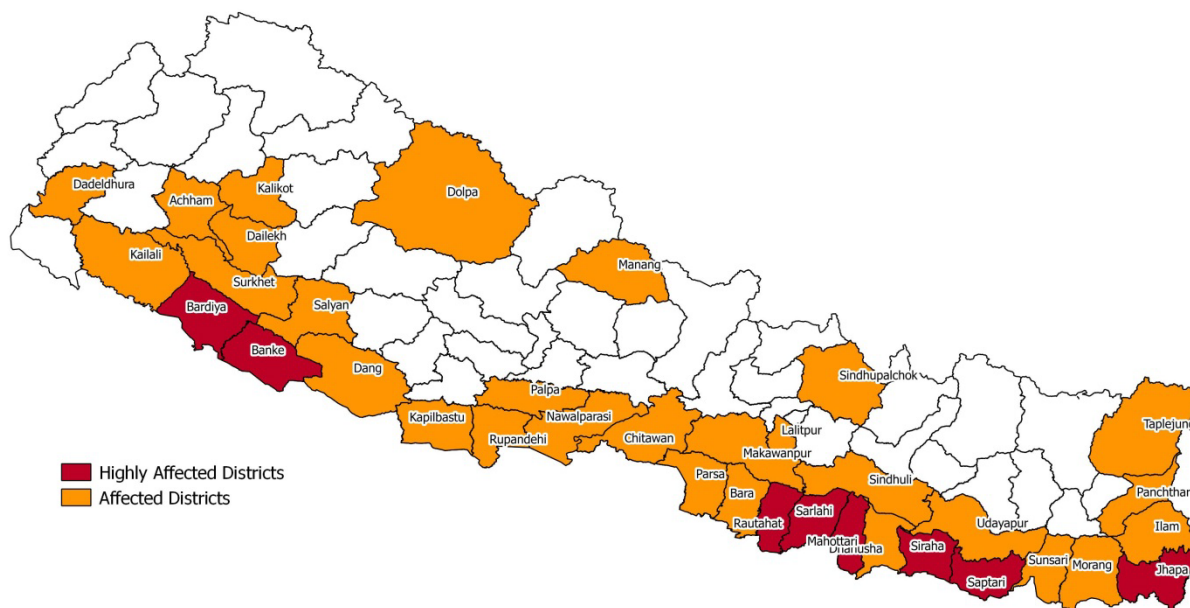 Dadeldhura
Achham
Kalikot
Dolpa
Dailekh
Kailali
Manang
Surkhet
Bardiya
Salyan
Banke
Dang
Sindhupalchok
Palpa
Kapilbastu
Nawalparasi
Taplejung
Rupandehi
Chitawan
Lalitpur
Makawanpur
Highly Affected Districts
Affected Districts
Parsa
Bara
Sindhuli
Panchthar
Rautahat
Sarlahi
Udayapur
Ilam
Mahottari
Dhanusha
Siraha
Sunsari
Morang
Jhapa
Saptari